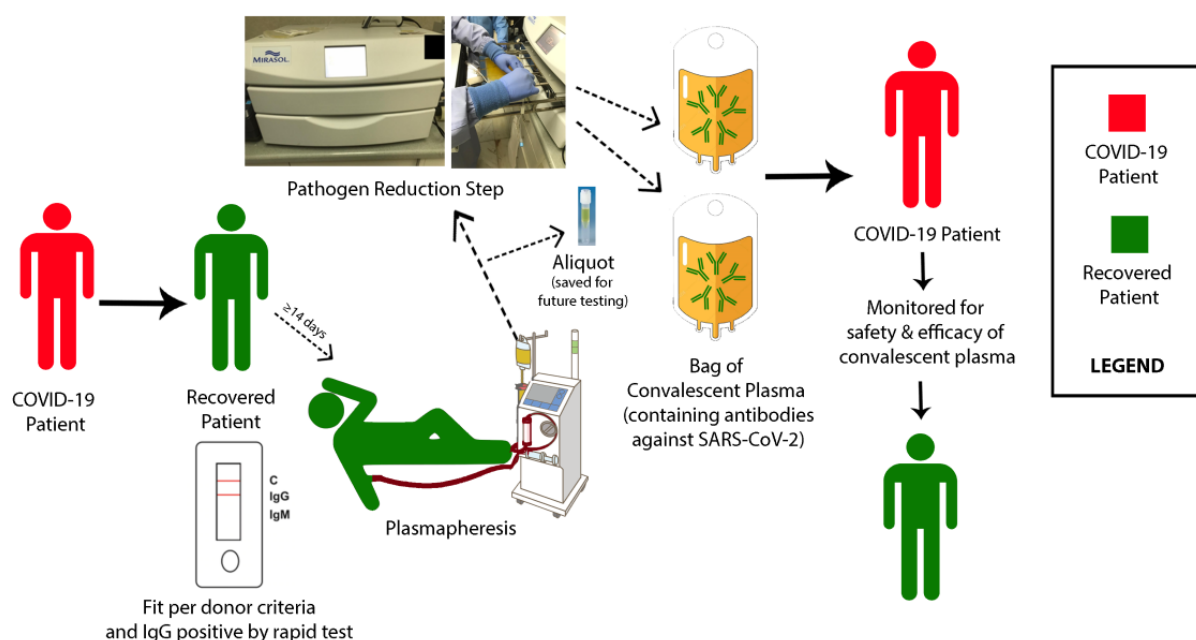 MIRASOL
Pathogen Reduction Step
Aliquot
(saved for
future testing)
COVID-19
Patient
Recovered
Patient
≥14 days
C
IgG
IgM
Fit per donor criteria
and IgG positive by rapid test
Plasmapheresis
Bag of
Convalescent Plasma
(containing antibodies
against SARS-CoV-2)
COVID-19 Patient
Monitored for
safety & efficacy of
convalescent plasma
COVID-19
Patient
Recovered
Patient
LEGEND